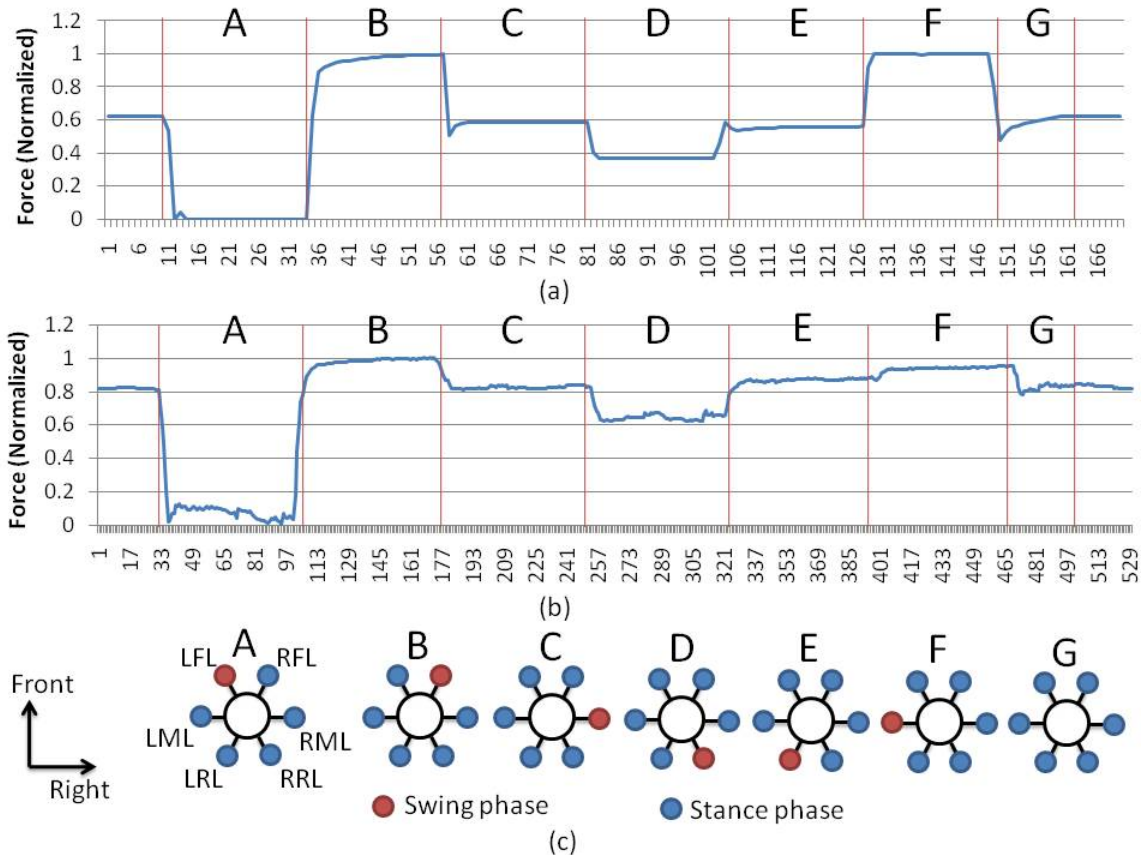 A B C D E F G
Force (Normalized)
1.2
1
0.8
0.6
0.4
0.2
0
1 6 11 16 21 26 31 36 41 46 51 56 61 66 71 76 81 86 91 96 101 106 111 116 121 126 131 136 141 146 151 156 161 166
(a)
A B C D E F G
Force (Normalized)
1.2
1
0.8
0.6
0.4
0.2
0
1 17 33 49 65 81 97 113 129 145 161 177 193 209 225 241 257 273 289 305 321 337 353 369 385 401 417 433 449 465 481 497 513 529
(b)
A B C D E F G
LFL RFL
Front
LML RML
LRL RRL
Right
Swing phase Stance phase
(c)